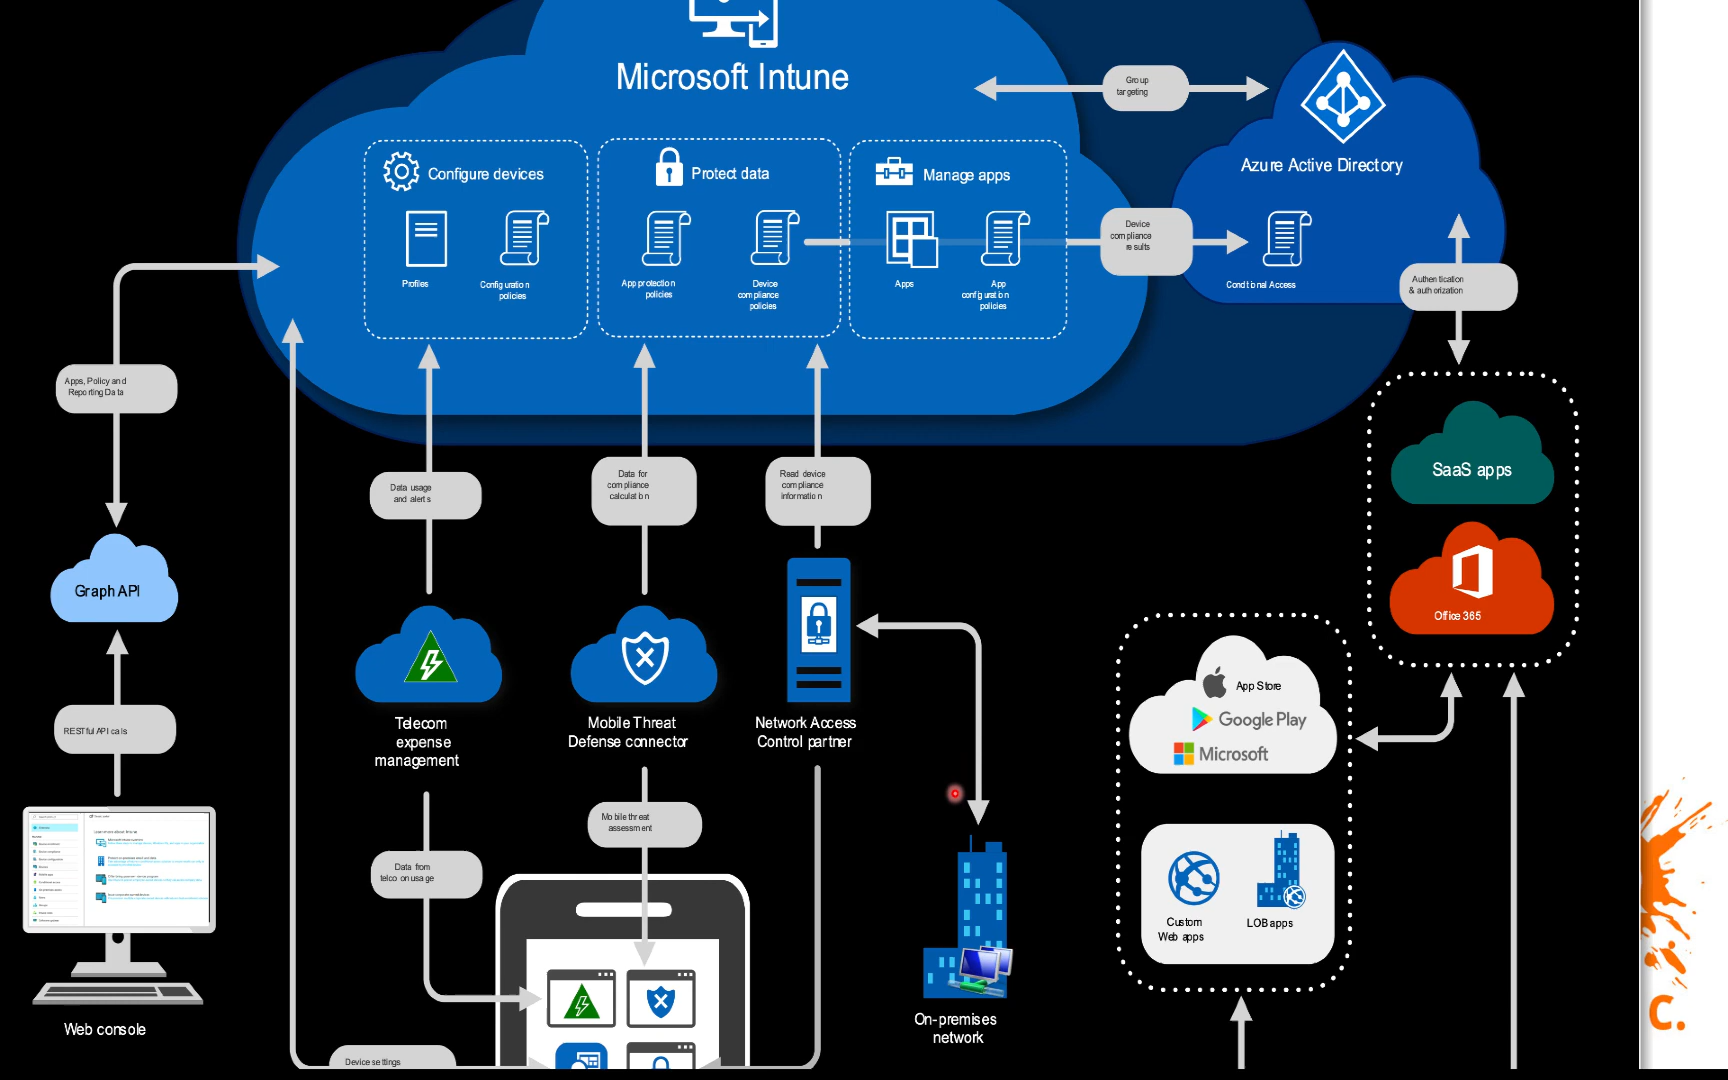 Microsoft Intune
Group
targeting
Azure Active Directory
Configure devices
Protect data
Manage apps
Profiles
Configuration
policies
App protection
policies
Device
compliance
policies
Apps
App
configuration
policies
Device
compliance
results
Conditional Access
Authentication
& authorization
Apps, Policy and
Reporting Data
Data usage
and alerts
Data for
compliance
calculation
Read device
compliance
information
SaaS apps
Office 365
Graph API
RESTful API calls
Telecom
expense
management
Mobile Threat
Defense connector
Network Access
Control partner
App Store
Google Play
Microsoft
Mobile threat
assessment
Data from
telco on usage
Custom
Web apps
LOB apps
Web console
On-premises
network
Device settings
c.